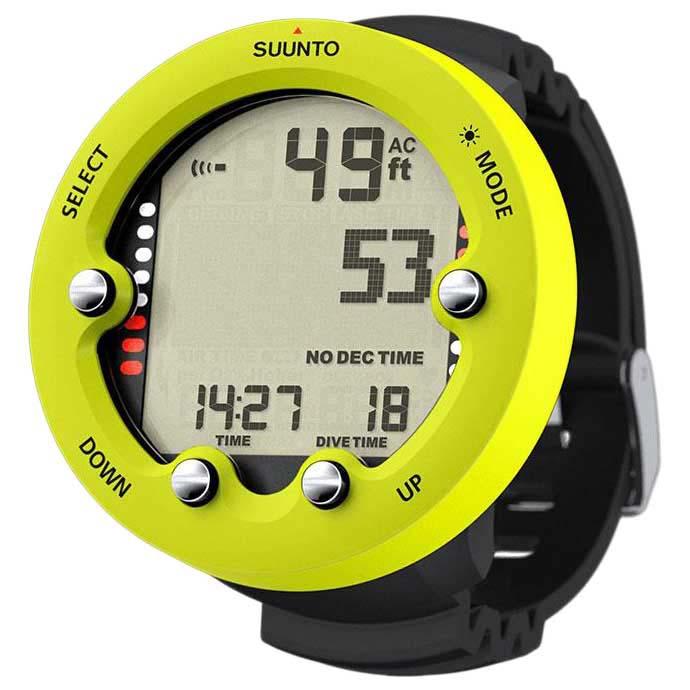 SUUNTO
SELECT
MODE
49 AC
ft
53
NO DEC TIME
14:27 18
TIME DIVE TIME
DOWN
UP